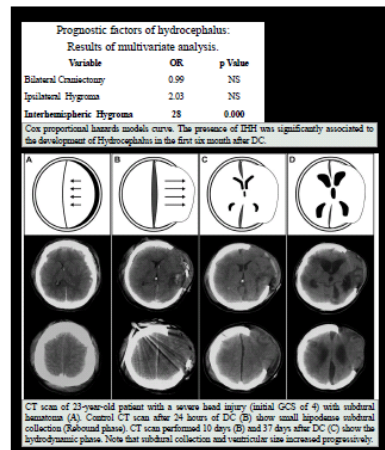 Prognostic factors of hydrocephalus:
Results of multivariate analysis.
Variable OR p Value
Bilateral Craniectomy 0.99 NS
Ipsilateral Hygroma 2.03 NS
Interhemispheric Hygroma 28 0.000
Cox proportional hazards models curve. The presence of IHH was significantly associated to
the development of Hydrocephalus in the first six month after DC.
A B C D
CT scan of 23-year-old patient with a severe head injury (initial GCS of 4) with subdural
hematoma (A). Control CT scan after 24 hours of DC (B) show small hipodense subdural
collection (Rebound phase). CT scan performed 10 days (B) and 37 days after DC (C) show the
hydrodynamic phase. Note that subdural collection and ventricular size increased progressively.